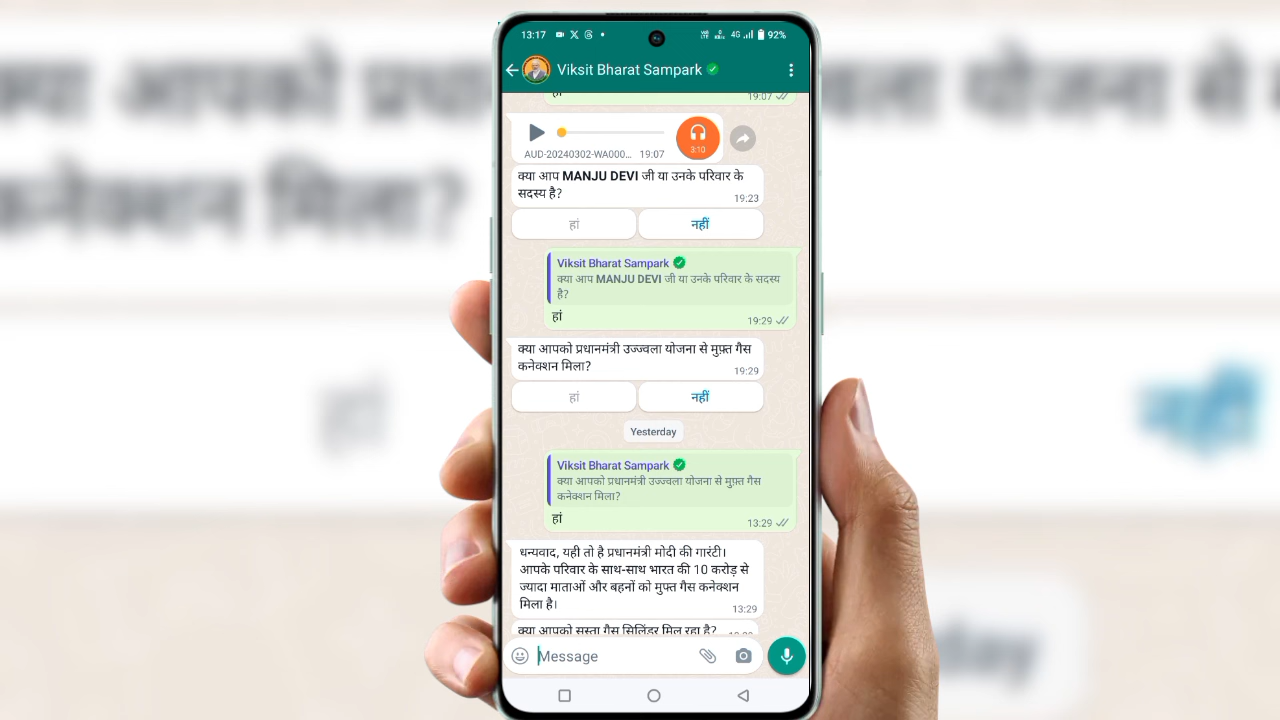 13:17
4G 92%
Viksit Bharat Sampark
हां
19:07
3:10
AUD-20240302-WA000... 19:07
क्या आप MANJU DEVI जी या उनके परिवार के
सदस्य है?
19:23
हां नहीं
Viksit Bharat Sampark
क्या आप MANJU DEVI जी या उनके परिवार के सदस्य
है?
हां
19:29
क्या आपको प्रधानमंत्री उज्ज्वला योजना से मुफ़्त गैस
कनेक्शन मिला?
19:29
हां नहीं
Yesterday
Viksit Bharat Sampark
क्या आपको प्रधानमंत्री उज्ज्वला योजना से मुफ़्त गैस
कनेक्शन मिला?
हां
13:29
धन्यवाद, यही तो है प्रधानमंत्री मोदी की गारंटी।
आपके परिवार के साथ-साथ भारत की 10 करोड़ से
ज्यादा माताओं और बहनों को मुफ्त गैस कनेक्शन
मिला है।
13:29
क्या आपको सस्ता गैस सिलिंडर मिल रहा है?
Message